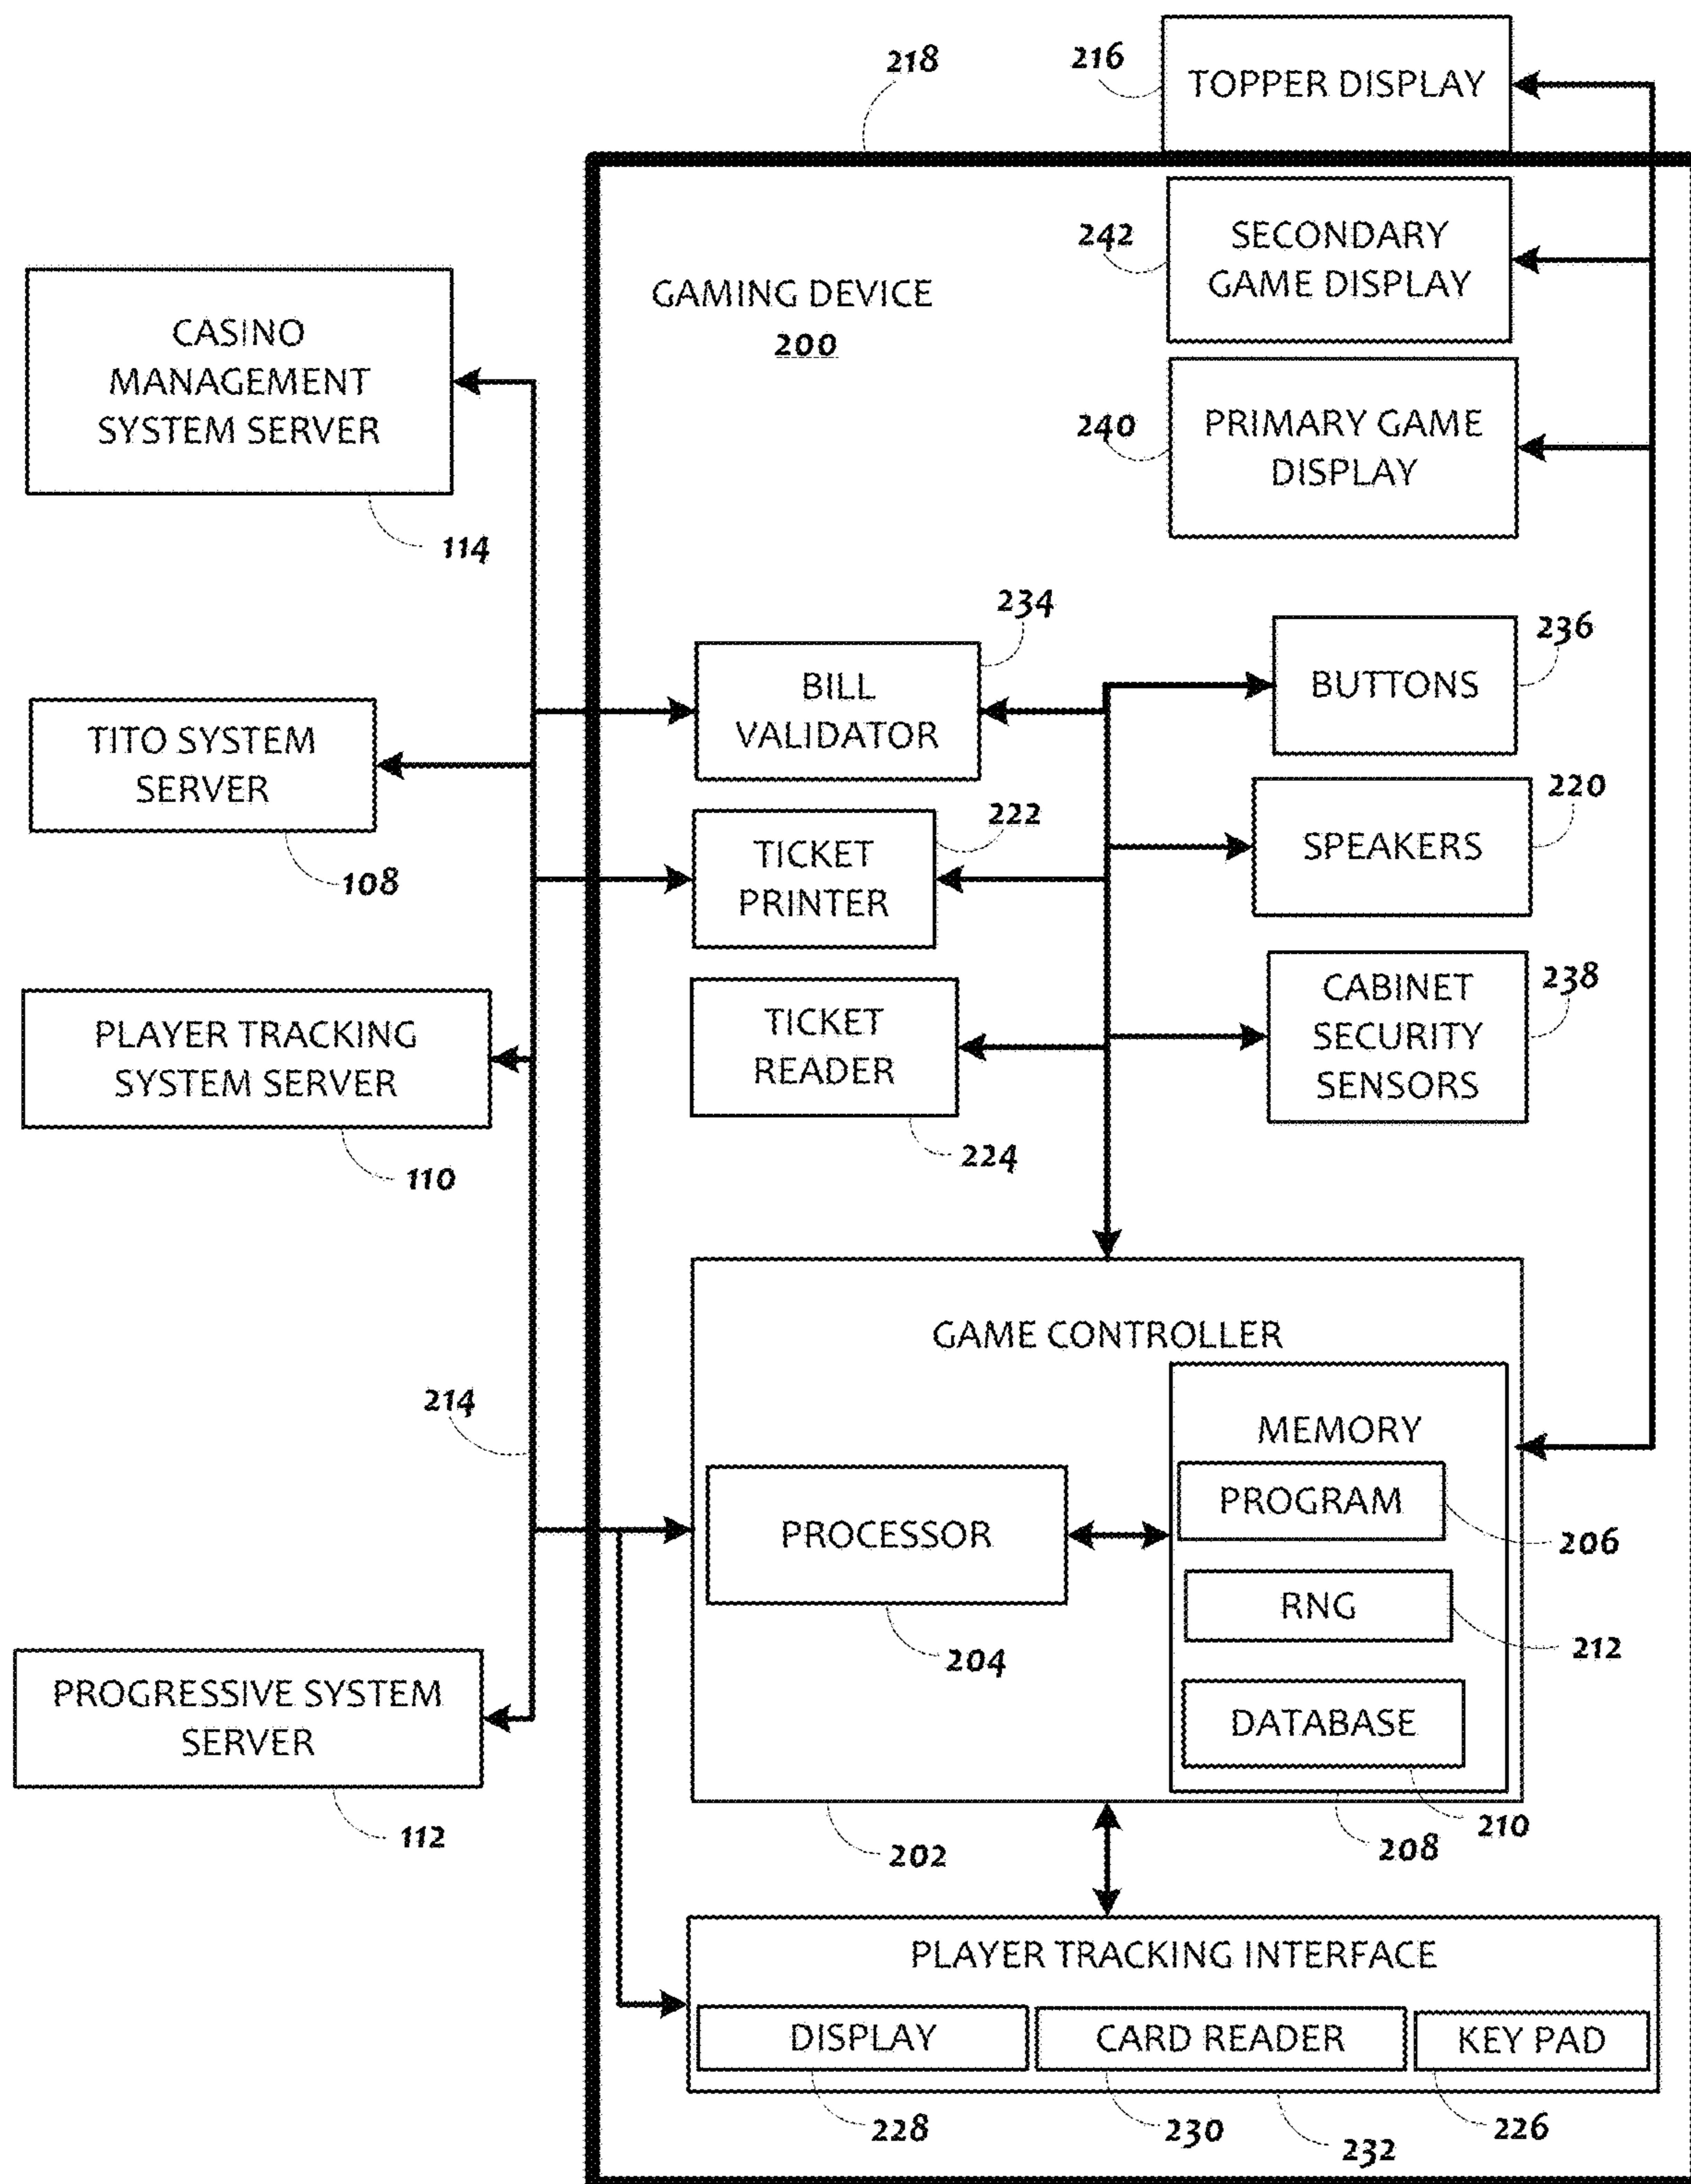 218
216
TOPPER DISPLAY
242
SECONDARY
GAME DISPLAY
GAMING DEVICE
200
CASINO
MANAGEMENT
SYSTEM SERVER
114
240
PRIMARY GAME
DISPLAY
234
BILL
VALIDATOR
236
BUTTONS
TITO SYSTEM
SERVER
108
222
TICKET
PRINTER
220
SPEAKERS
PLAYER TRACKING
SYSTEM SERVER
110
TICKET
READER
224
CABINET
SECURITY
SENSORS
238
GAME CONTROLLER
214
MEMORY
PROGRAM
206
PROCESSOR
204
RNG
212
DATABASE
210
208
202
PROGRESSIVE SYSTEM
SERVER
112
PLAYER TRACKING INTERFACE
DISPLAY
CARD READER
KEY PAD
228
230
232
226